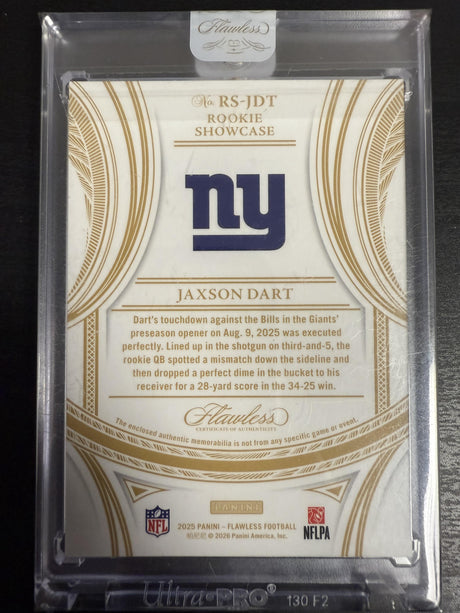 Flawless
No. RS-JDT
ROOKIE
SHOWCASE
ny
JAXSON DART
Dart's touchdown against the Bills in the Giants'
preseason opener on Aug. 9, 2025 was executed
perfectly. Lined up in the shotgun on third-and-5, the
rookie QB spotted a mismatch down the sideline and
then dropped a perfect dime in the bucket to his
receiver for a 28-yard score in the 34-25 win.
Flawless
CERTIFICATE OF AUTHENTICITY
The enclosed authentic memorabilia is not from any specific game or event.
PANINI
NFL
NFLPA
2025 PANINI – FLAWLESS FOOTBALL
帕尼尼 © 2026 Panini America, Inc.
Ultra·PRO® 130 F2